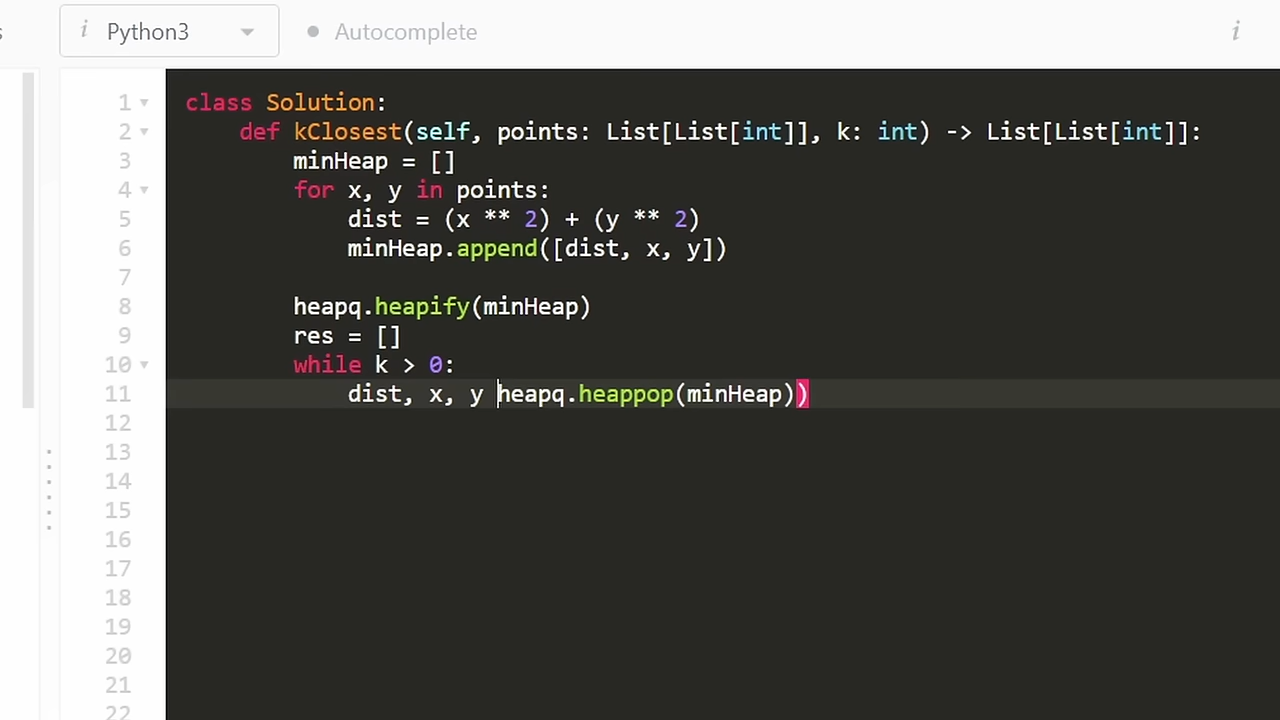 s
i Python3 Autocomplete i
1 class Solution:
2 def kClosest(self, points: List[List[int]], k: int) -> List[List[int]]:
3 minHeap = []
4 for x, y in points:
5 dist = (x ** 2) + (y ** 2)
6 minHeap.append([dist, x, y])
7
8 heapq.heapify(minHeap)
9 res = []
10 while k > 0:
11 dist, x, y heapq.heappop(minHeap))
12
13
14
15
16
17
18
19
20
21
22